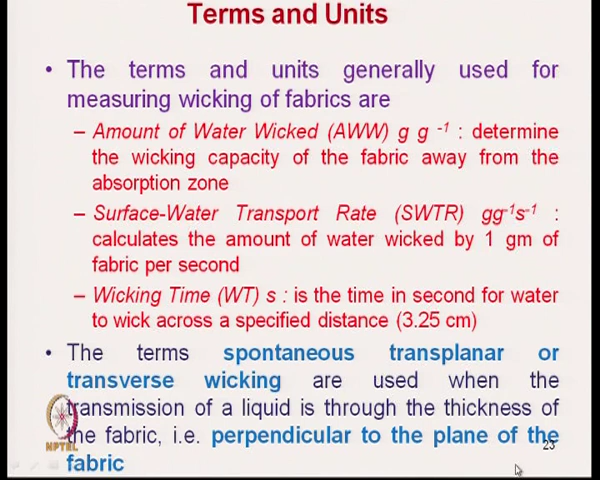 Terms and Units
• The terms and units generally used for
measuring wicking of fabrics are
– Amount of Water Wicked (AWW) g g -1 : determine
the wicking capacity of the fabric away from the
absorption zone
– Surface-Water Transport Rate (SWTR) gg-1s-1 :
calculates the amount of water wicked by 1 gm of
fabric per second
– Wicking Time (WT) s : is the time in second for water
to wick across a specified distance (3.25 cm)
• The terms spontaneous transplanar or
transverse wicking are used when the
transmission of a liquid is through the thickness of
the fabric, i.e. perpendicular to the plane of the
fabric
NPTEL
23